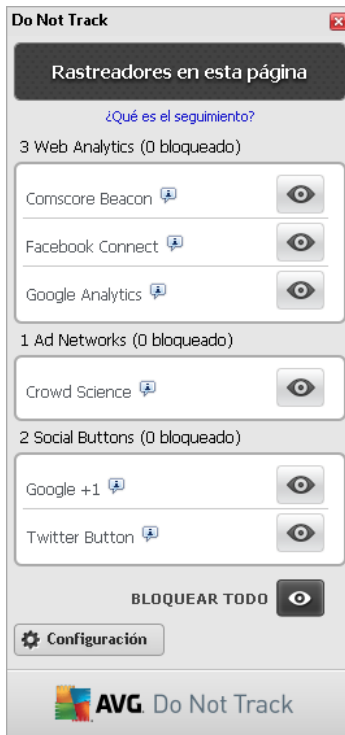 Do Not Track
Rastreadores en esta página
¿Qué es el seguimiento?
3 Web Analytics (0 bloqueado)
Comscore Beacon
Facebook Connect
Google Analytics
1 Ad Networks (0 bloqueado)
Crowd Science
2 Social Buttons (0 bloqueado)
Google +1
Twitter Button
BLOQUEAR TODO
Configuración
AVG. Do Not Track